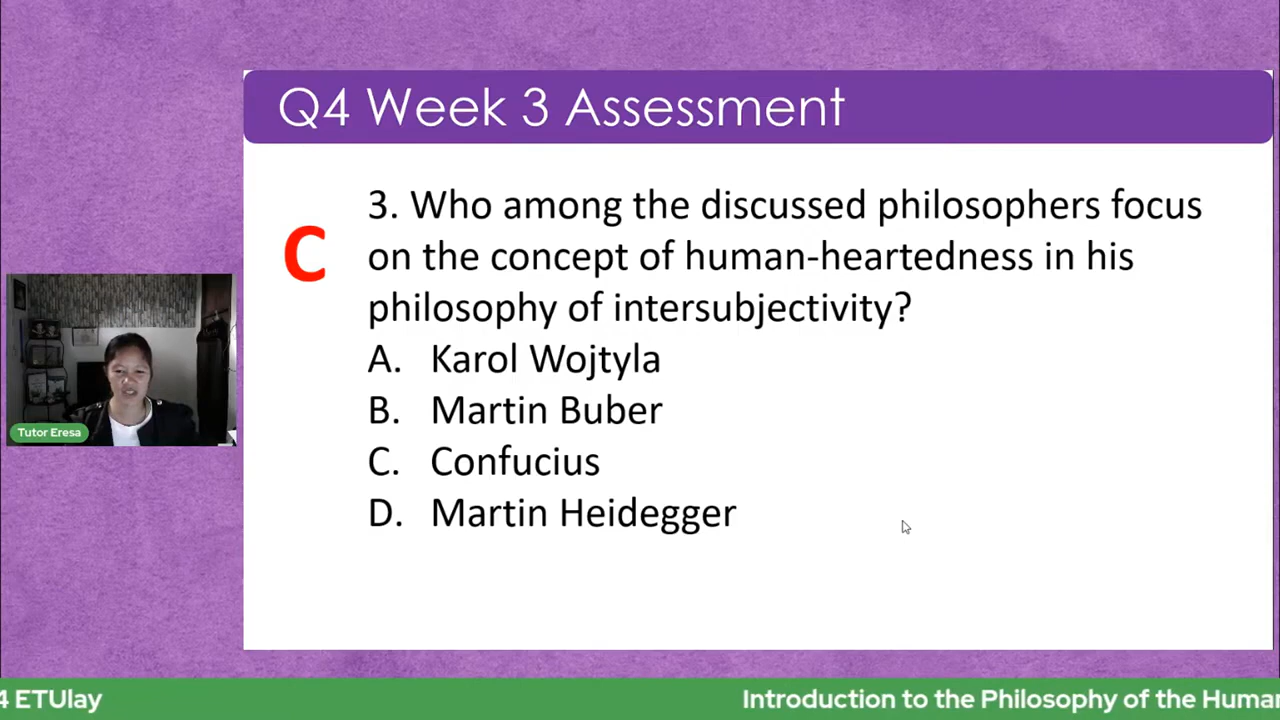 Q4 Week 3 Assessment
C
3. Who among the discussed philosophers focus
on the concept of human-heartedness in his
philosophy of intersubjectivity?
A. Karol Wojtyla
B. Martin Buber
C. Confucius
D. Martin Heidegger
Tutor Eresa
4 ETUlay
Introduction to the Philosophy of the Human